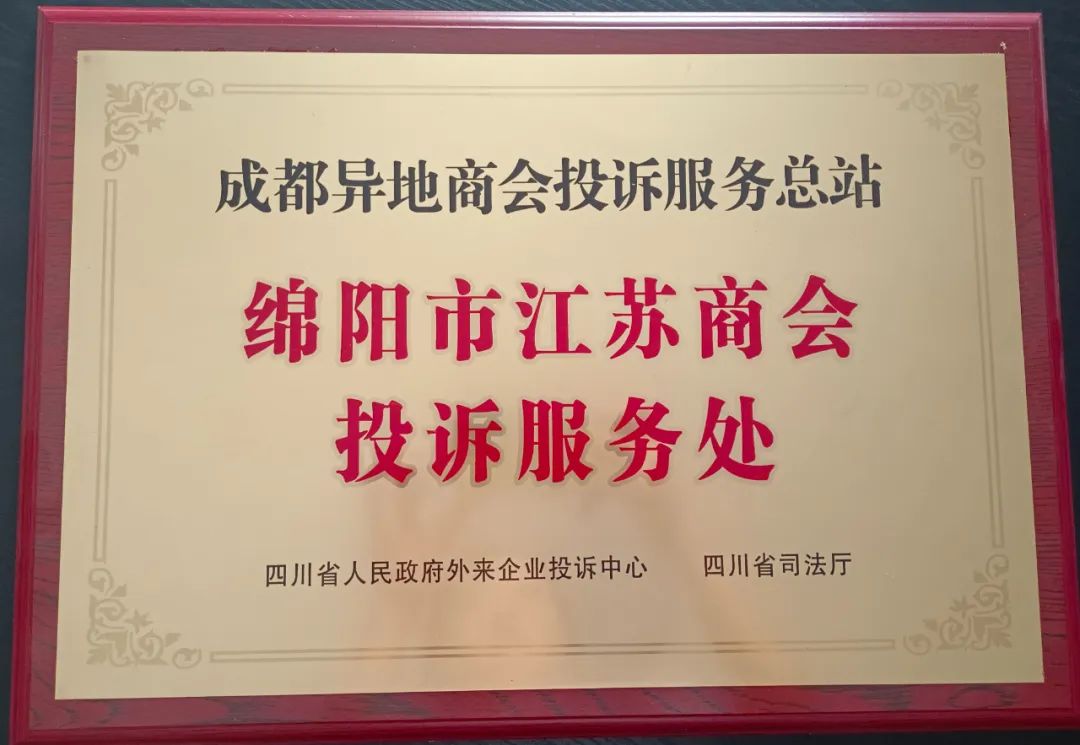 成都异地商会投诉服务总站
绵阳市江苏商会
投诉服务处
四川省人民政府外来企业投诉中心 四川省司法厅